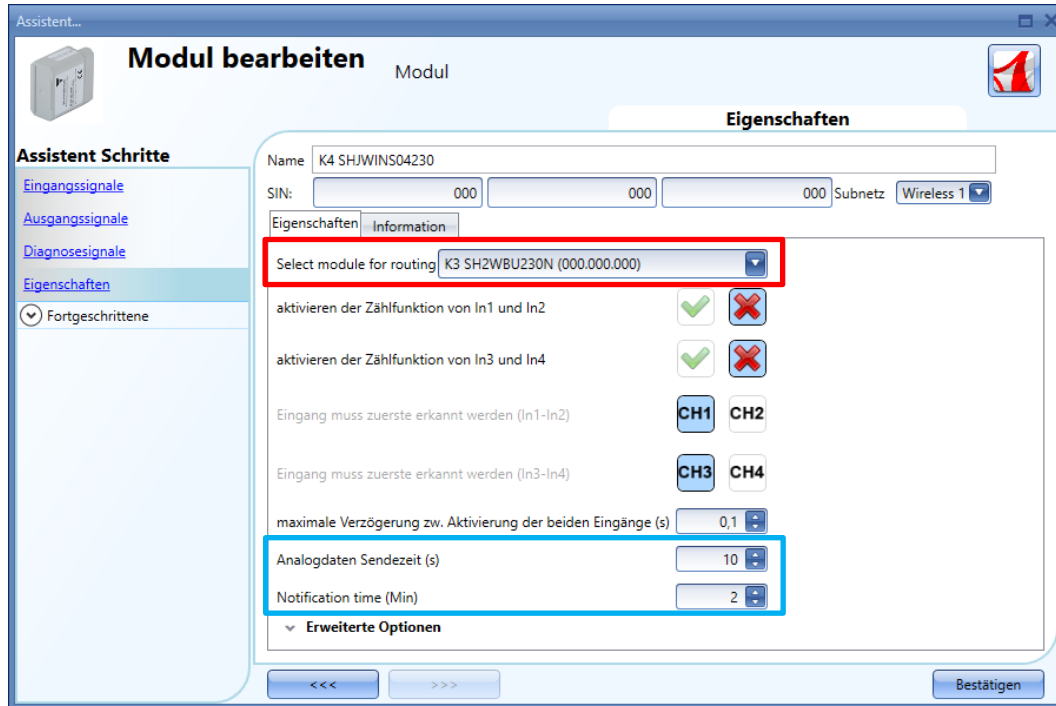 Assistent...
Modul bearbeiten
Modul
Eigenschaften
Assistent Schritte
Eingangssignale
Ausgangssignale
Diagnosesignale
Eigenschaften
Fortgeschrittene
Name K4 SHJWINS04230
SIN: 000 000 000 Subnetz Wireless 1
Eigenschaften Information
Select module for routing K3 SH2WBU230N (000.000.000)
aktivieren der Zählfunktion von In1 und In2
aktivieren der Zählfunktion von In3 und In4
Eingang muss zuerste erkannt werden (In1-In2) CH1 CH2
Eingang muss zuerste erkannt werden (In3-In4) CH3 CH4
maximale Verzögerung zw. Aktivierung der beiden Eingänge (s) 0,1
Analogdaten Sendezeit (s) 10
Notification time (Min) 2
Erweiterte Optionen
<<< >>> Bestätigen